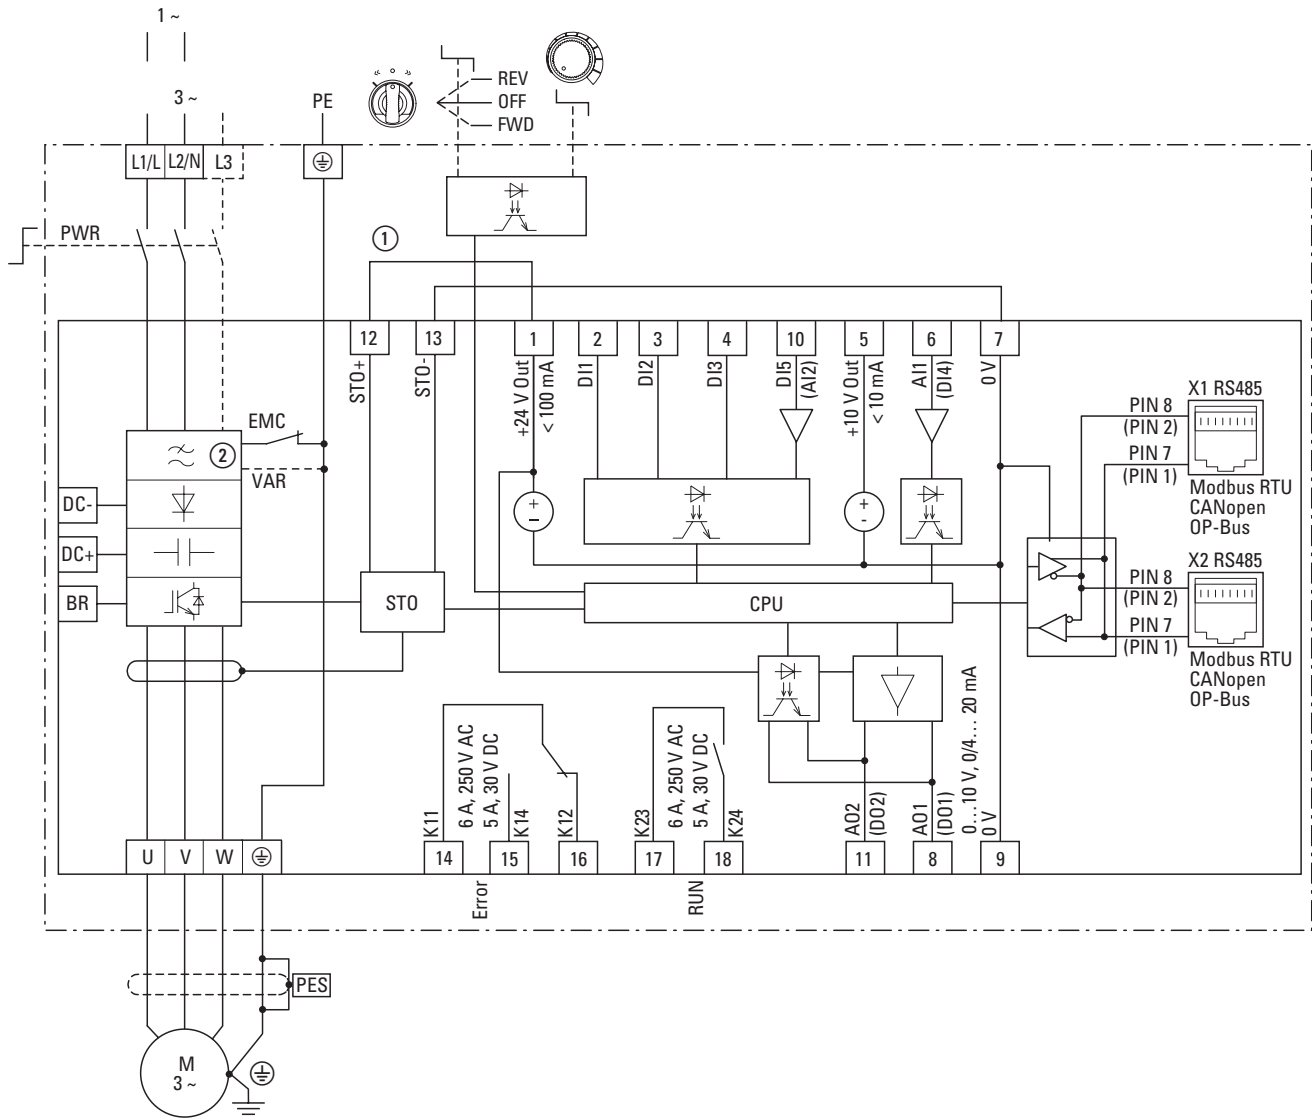 1 ~
3 ~
PE
REV
OFF
FWD
L1/L L2/N L3
PWR
1
12 13 1 2 3 4 10 5 6 7
STO+
STO-
+24 V Out
< 100 mA
DI1
DI2
DI3
DI5
(AI2)
+10 V Out
< 10 mA
AI1
(DI4)
0 V
X1 RS485
PIN 8
(PIN 2)
PIN 7
(PIN 1)
Modbus RTU
CANopen
OP-Bus
EMC
2
VAR
DC-
DC+
BR
+
–
+
-
STO
CPU
X2 RS485
PIN 8
(PIN 2)
PIN 7
(PIN 1)
Modbus RTU
CANopen
OP-Bus
K11
6 A, 250 V AC
5 A, 30 V DC
K14
K12
K23
6 A, 250 V AC
5 A, 30 V DC
K24
AO2
(DO2)
AO1
(DO1)
0...10 V, 0/4... 20 mA
0 V
U V W
14 15 16 17 18 11 8 9
Error
RUN
PES
M
3 ~